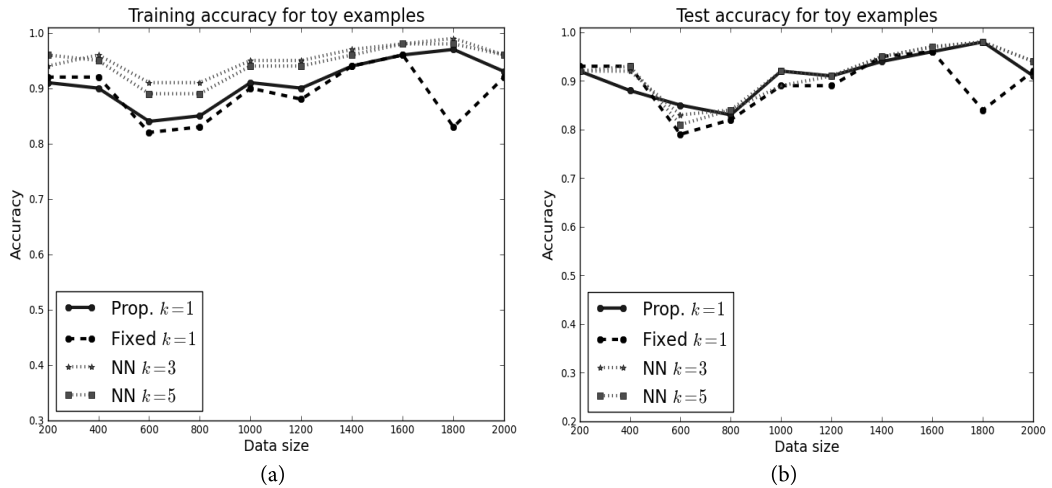 Training accuracy for toy examples
1.0
0.9
0.8
0.7
0.6
0.5
0.4
0.3
Accuracy
Prop. k=1
Fixed k=1
NN k=3
NN k=5
200 400 600 800 1000 1200 1400 1600 1800 2000
Data size
(a)
Test accuracy for toy examples
1.0
0.9
0.8
0.7
0.6
0.5
0.4
0.3
0.2
Accuracy
Prop. k=1
Fixed k=1
NN k=3
NN k=5
200 400 600 800 1000 1200 1400 1600 1800 2000
Data size
(b)